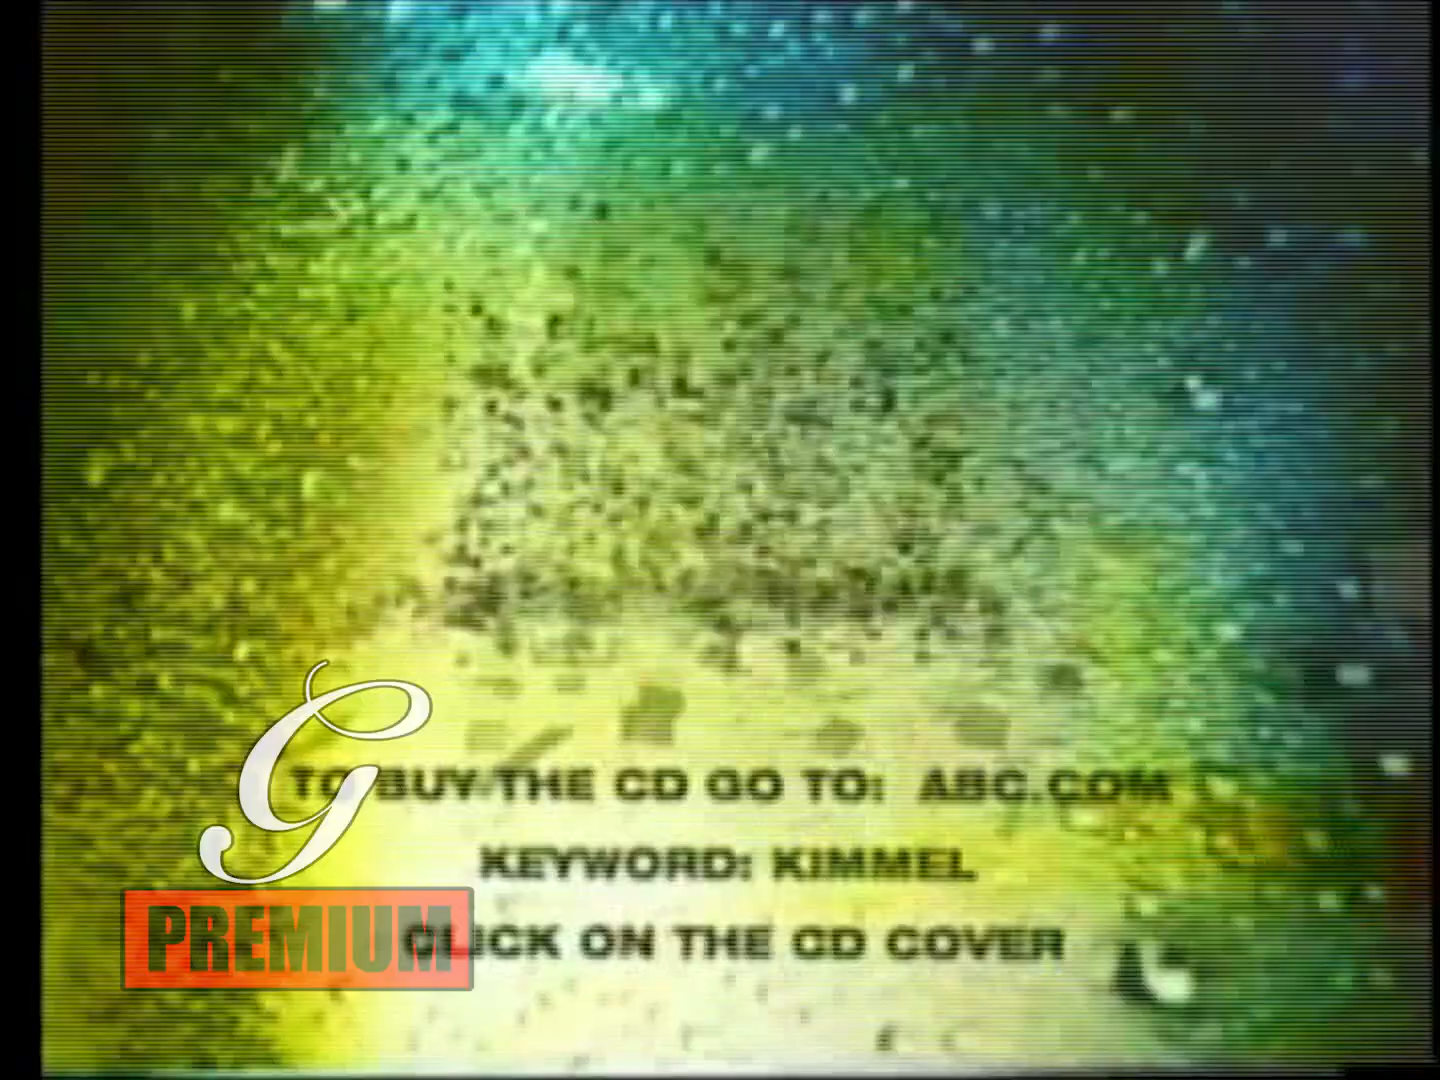 TO BUY THE CD GO TO: ABC.COM
KEYWORD: KIMMEL
G
PREMIUM
CLICK ON THE CD COVER